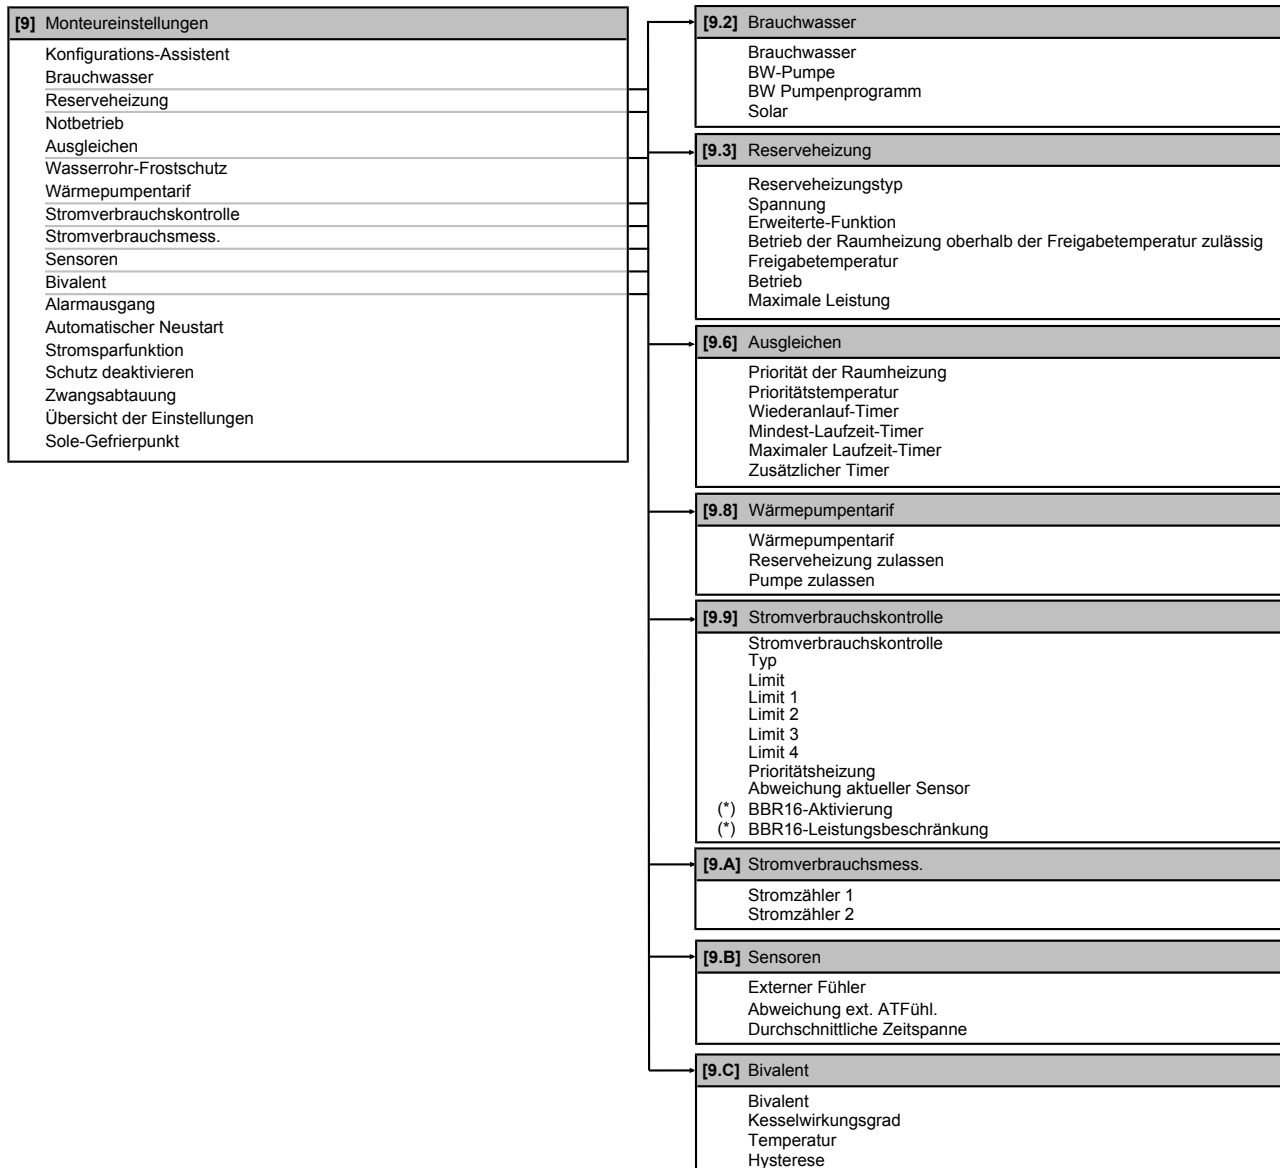 [9] Monteureinstellungen
Konfigurations-Assistent
Brauchwasser
Reserveheizung
Notbetrieb
Ausgleichen
Wasserrohr-Frostschutz
Wärmepumpentarif
Stromverbrauchskontrolle
Stromverbrauchsmess.
Sensoren
Bivalent
Alarmausgang
Automatischer Neustart
Stromsparfunktion
Schutz deaktivieren
Zwangsabtauung
Übersicht der Einstellungen
Sole-Gefrierpunkt
[9.2] Brauchwasser
Brauchwasser
BW-Pumpe
BW Pumpenprogramm
Solar
[9.3] Reserveheizung
Reserveheizungstyp
Spannung
Erweiterte-Funktion
Betrieb der Raumheizung oberhalb der Freigabetemperatur zulässig
Freigabetemperatur
Betrieb
Maximale Leistung
[9.6] Ausgleichen
Priorität der Raumheizung
Prioritätstemperatur
Wiederanlauf-Timer
Mindest-Laufzeit-Timer
Maximaler Laufzeit-Timer
Zusätzlicher Timer
[9.8] Wärmepumpentarif
Wärmepumpentarif
Reserveheizung zulassen
Pumpe zulassen
[9.9] Stromverbrauchskontrolle
Stromverbrauchskontrolle
Typ
Limit
Limit 1
Limit 2
Limit 3
Limit 4
Prioritätsheizung
Abweichung aktueller Sensor
(*) BBR16-Aktivierung
(*) BBR16-Leistungsbeschränkung
[9.A] Stromverbrauchsmess.
Stromzähler 1
Stromzähler 2
[9.B] Sensoren
Externer Fühler
Abweichung ext. ATFühl.
Durchschnittliche Zeitspanne
[9.C] Bivalent
Bivalent
Kesselwirkungsgrad
Temperatur
Hysterese